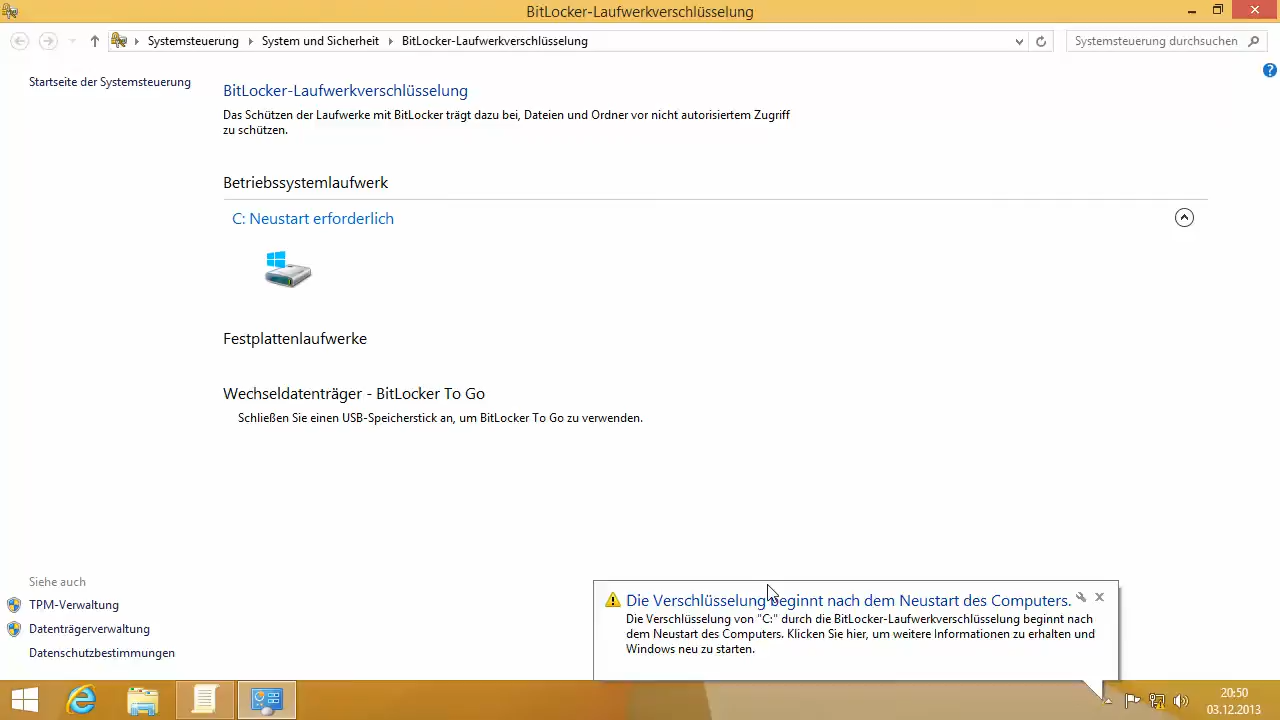 BitLocker-Laufwerkverschlüsselung
Systemsteuerung
System und Sicherheit
BitLocker-Laufwerkverschlüsselung
Systemsteuerung durchsuchen
Startseite der Systemsteuerung
BitLocker-Laufwerkverschlüsselung
Das Schützen der Laufwerke mit BitLocker trägt dazu bei, Dateien und Ordner vor nicht autorisiertem Zugriff
zu schützen.
Betriebssystemlaufwerk
C: Neustart erforderlich
Festplattenlaufwerke
Wechseldatenträger - BitLocker To Go
Schließen Sie einen USB-Speicherstick an, um BitLocker To Go zu verwenden.
Siehe auch
TPM-Verwaltung
Datenträgerverwaltung
Datenschutzbestimmungen
Die Verschlüsselung beginnt nach dem Neustart des Computers.
Die Verschlüsselung von "C:" durch die BitLocker-Laufwerkverschlüsselung beginnt nach
dem Neustart des Computers. Klicken Sie hier, um weitere Informationen zu erhalten und
Windows neu zu starten.
20:50
03.12.2013